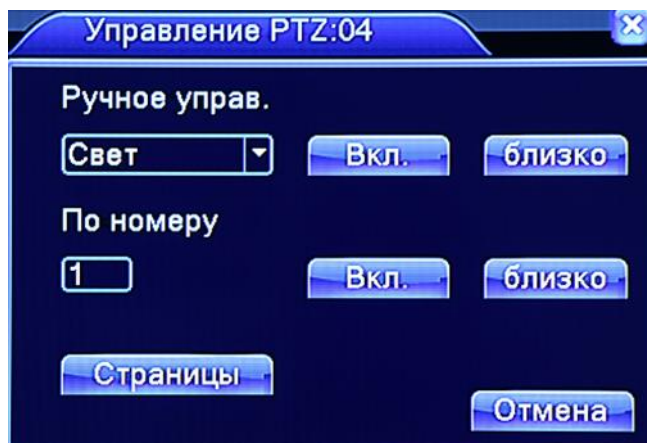 Управление PTZ:04
Ручное управ.
Свет Вкл. близко
По номеру
1 Вкл. близко
Страницы
Отмена